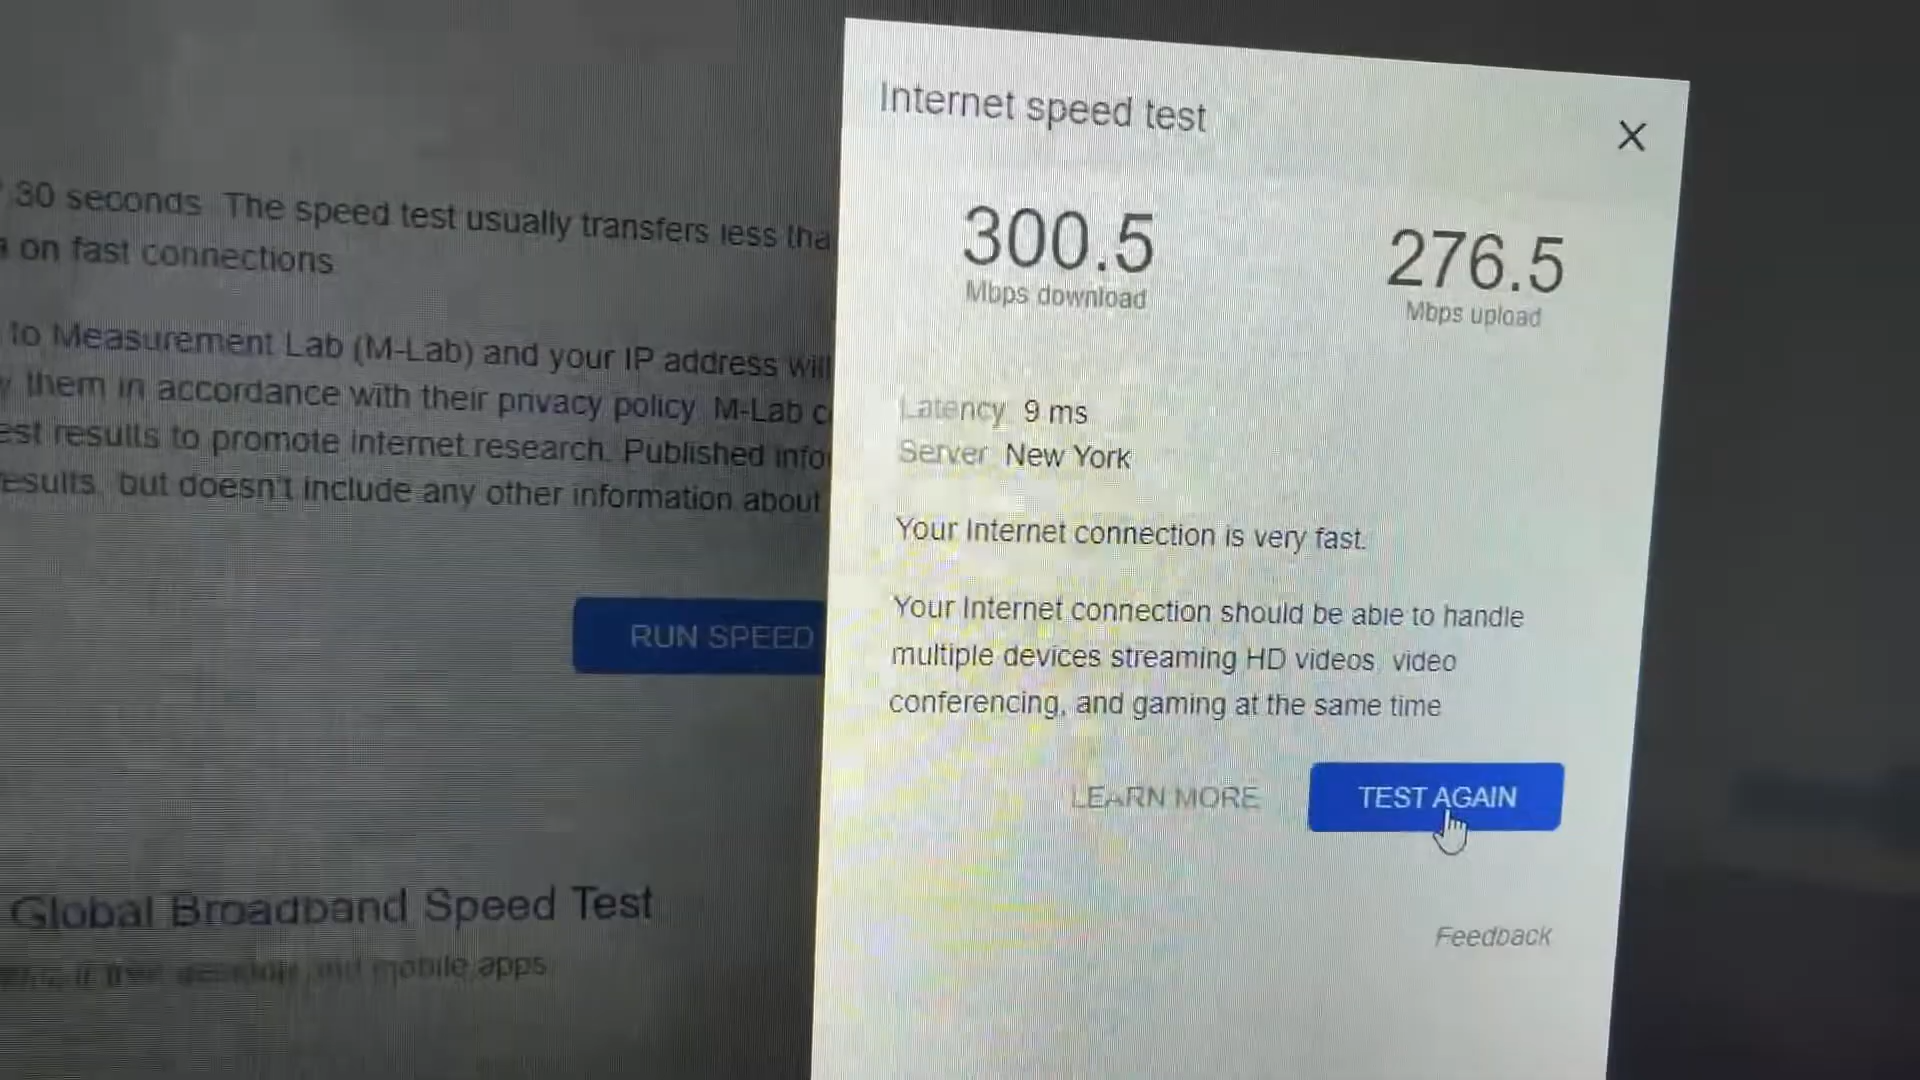 30 seconds. The speed test usually transfers less tha
on fast connections.
to Measurement Lab (M-Lab) and your IP address will
them in accordance with their privacy policy. M-Lab c
est results to promote Internet research. Published info
esults, but doesn't include any other information about
RUN SPEED
Global Broadband Speed Test
mobile apps
Internet speed test
X
300.5
Mbps download
276.5
Mbps upload
Latency: 9 ms
Server: New York
Your Internet connection is very fast.
Your Internet connection should be able to handle
multiple devices streaming HD videos, video
conferencing, and gaming at the same time
LEARN MORE
TEST AGAIN
Feedback